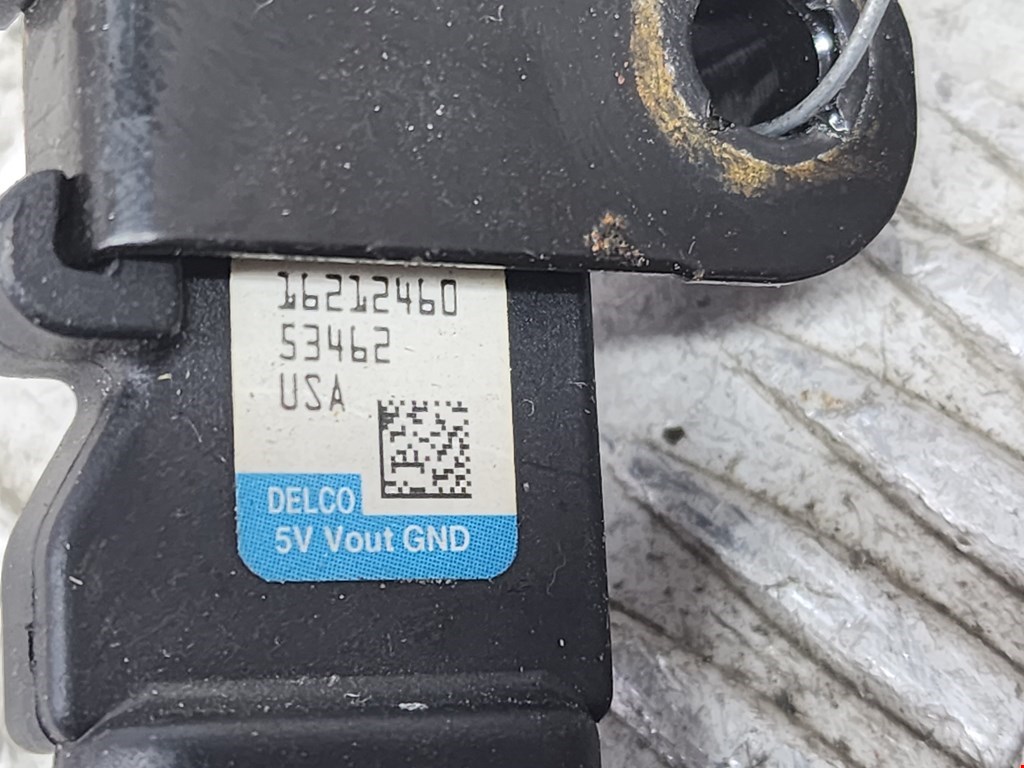 16212460
53462
USA
DELCO
5V Vout GND